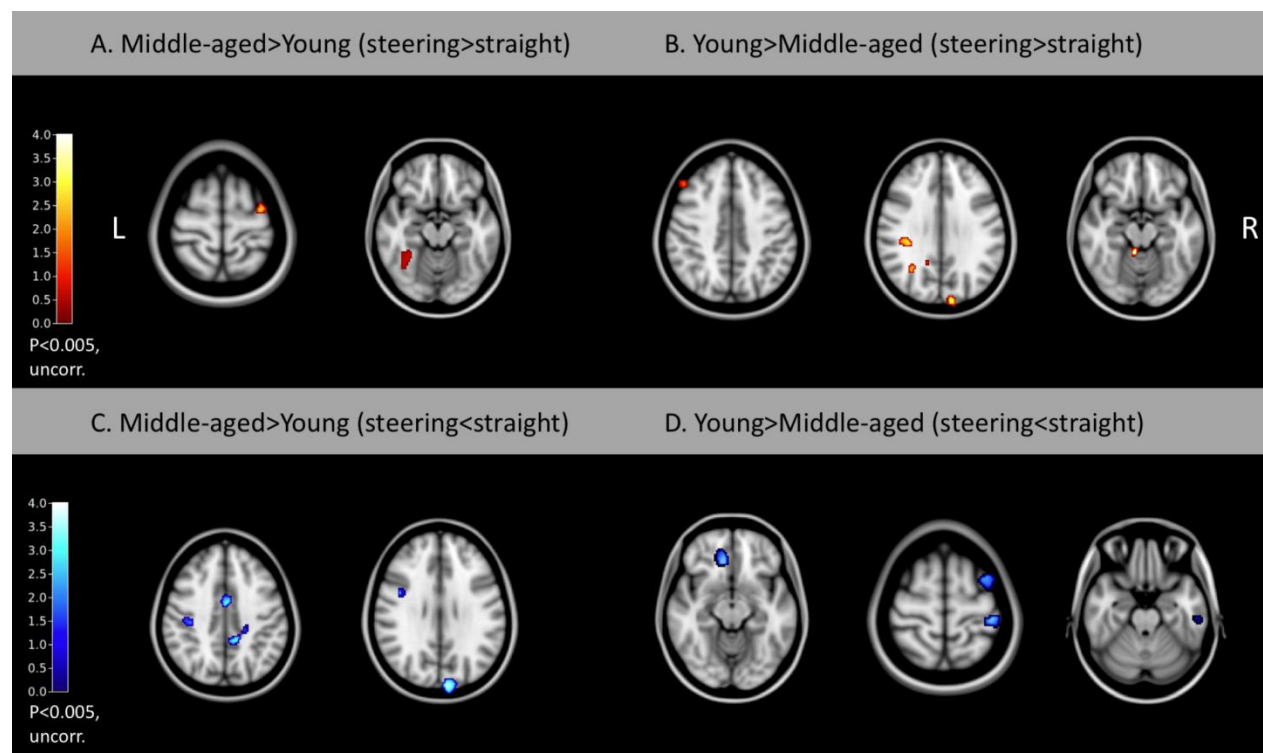 A. Middle-aged>Young (steering>straight)
B. Young>Middle-aged (steering>straight)
4.0
3.5
3.0
2.5
2.0
1.5
1.0
0.5
0.0
L
R
P<0.005,
uncorr.
C. Middle-aged>Young (steering<straight)
D. Young>Middle-aged (steering<straight)
4.0
3.5
3.0
2.5
2.0
1.5
1.0
0.5
0.0
P<0.005,
uncorr.